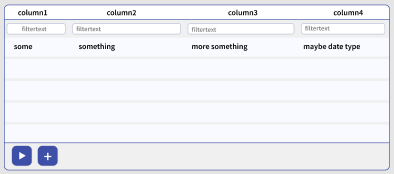 column1 column2 column3 column4
filtertext filtertext filtertext filtertext
some something more something maybe date type